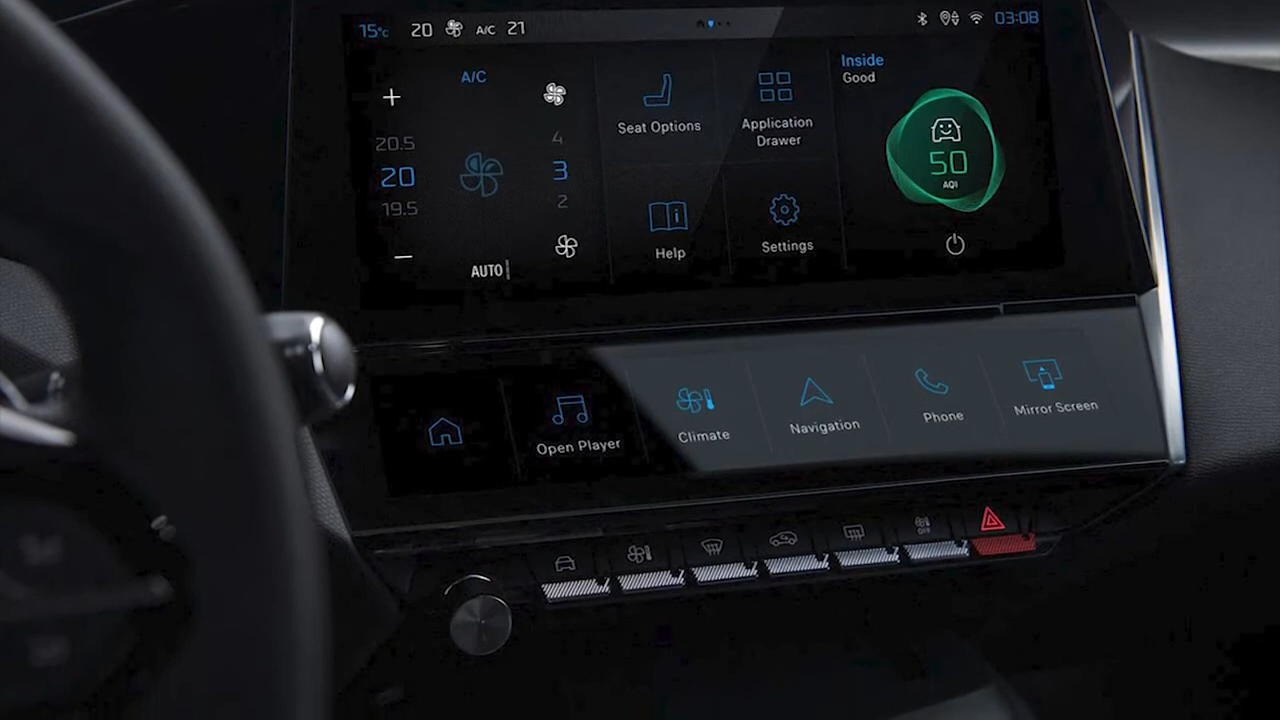 15°C 20 A/C 21 03:08
A/C
20.5
20
19.5
4
3
2
AUTO
Seat Options
Application
Drawer
Help
Settings
Inside
Good
50
AQI
Open Player
Climate
Navigation
Phone
Mirror Screen
OFF